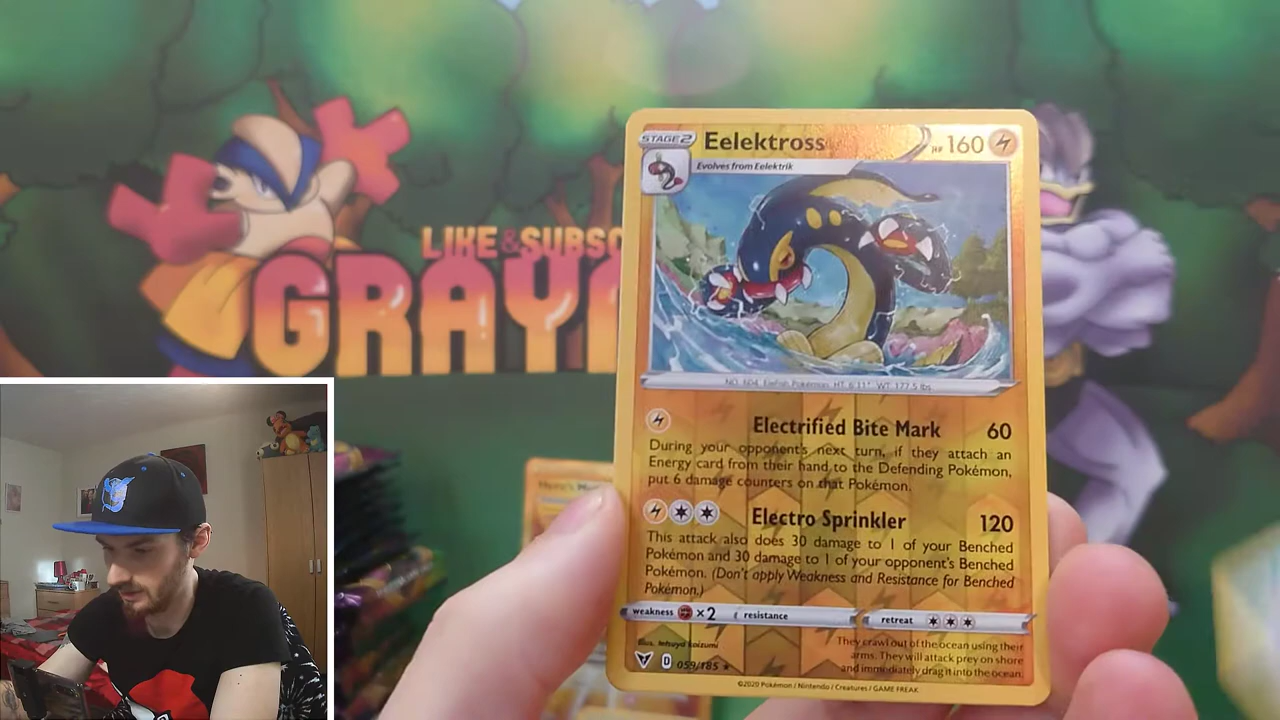 LIKE & SUBSC
GRAY
STAGE 2
Eelektross
HP 160
Evolves from Eelektrik
NO. 604 Elefish Pokémon HT: 6'11" WT: 177.5 lbs
Electrified Bite Mark 60
During your opponent's next turn, if they attach an
Energy card from their hand to the Defending Pokémon,
put 6 damage counters on that Pokémon.
Electro Sprinkler 120
This attack also does 30 damage to 1 of your Benched
Pokémon and 30 damage to 1 of your opponent's Benched
Pokémon. (Don't apply Weakness and Resistance for Benched
Pokémon.)
weakness ×2 resistance retreat
Illus. tetsuya koizumi
D 059/185 ★
They crawl out of the ocean using their
arms. They will attack prey on shore
and immediately drag it into the ocean.
©2020 Pokémon / Nintendo / Creatures / GAME FREAK